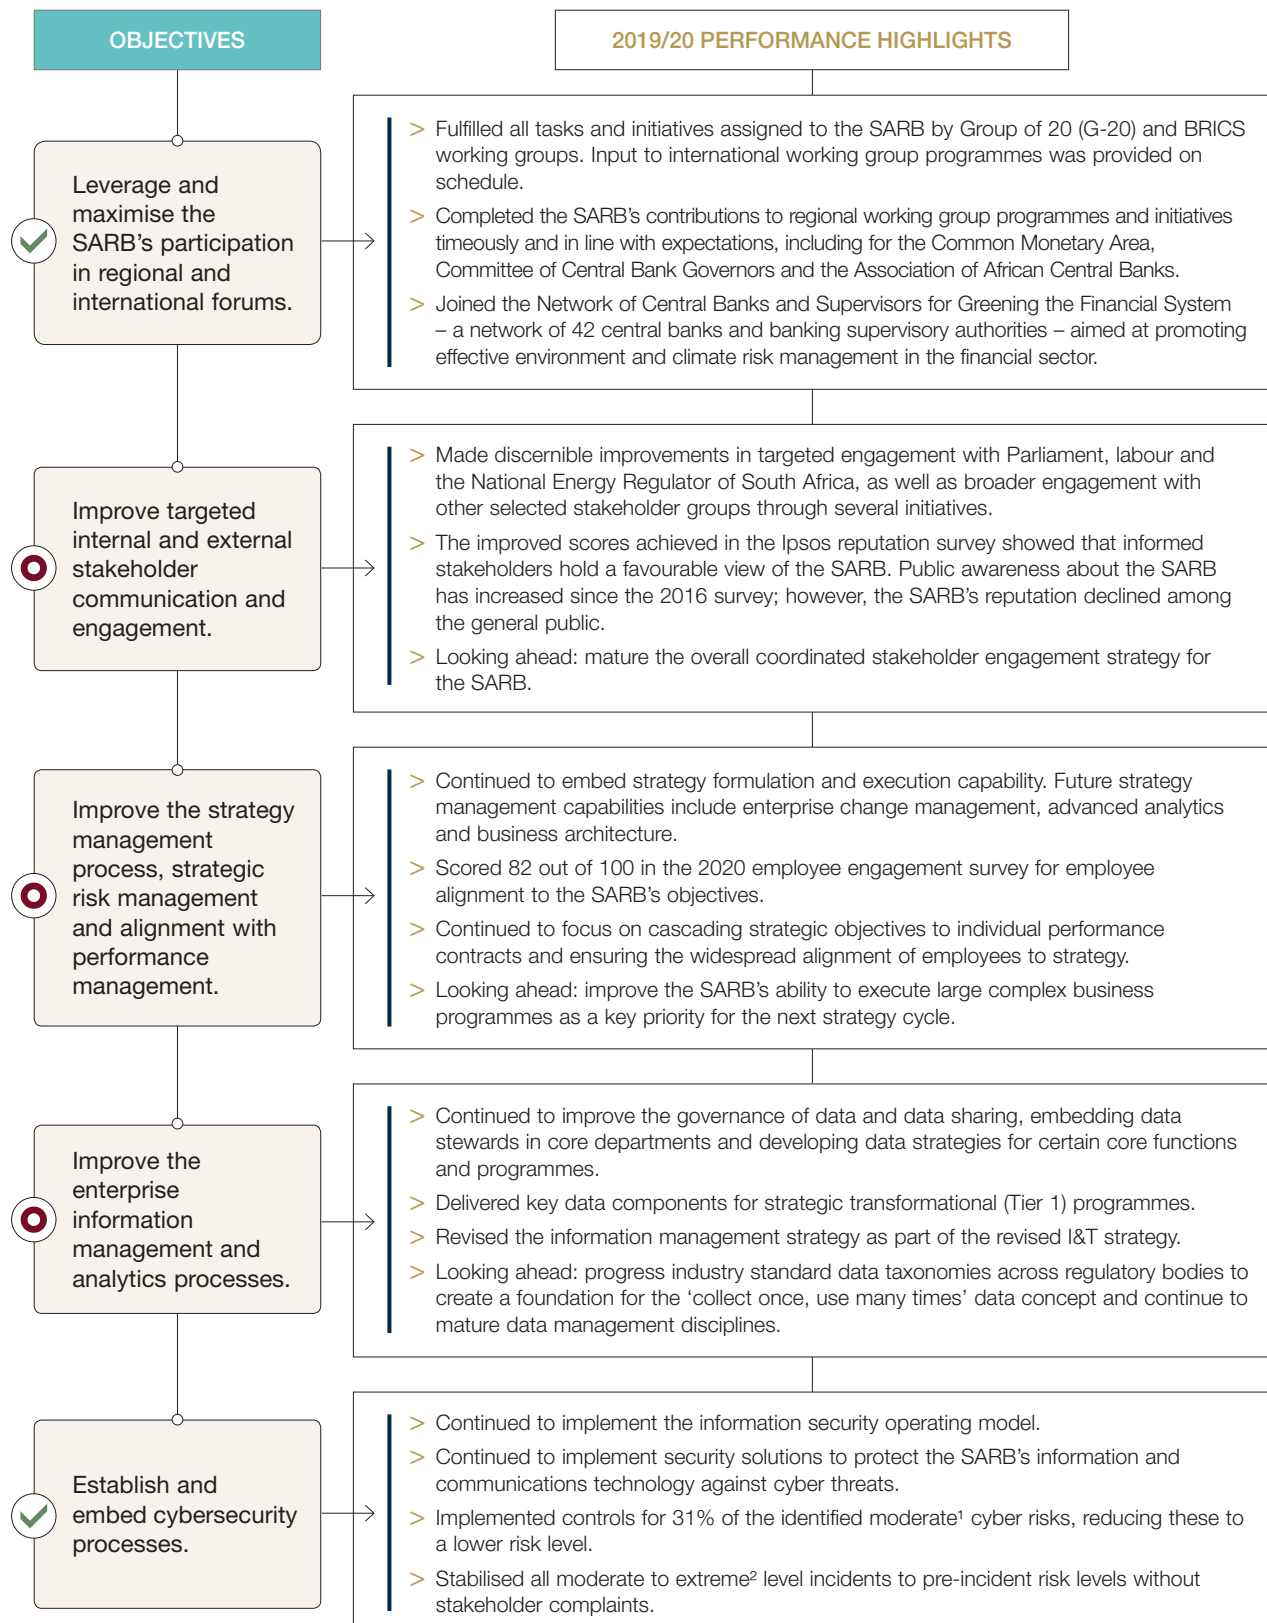 OBJECTIVES
2019/20 PERFORMANCE HIGHLIGHTS
Leverage and
maximise the
SARB’s participation
in regional and
international forums.
> Fulfilled all tasks and initiatives assigned to the SARB by Group of 20 (G-20) and BRICS
working groups. Input to international working group programmes was provided on
schedule.
> Completed the SARB’s contributions to regional working group programmes and initiatives
timeously and in line with expectations, including for the Common Monetary Area,
Committee of Central Bank Governors and the Association of African Central Banks.
> Joined the Network of Central Banks and Supervisors for Greening the Financial System
– a network of 42 central banks and banking supervisory authorities – aimed at promoting
effective environment and climate risk management in the financial sector.
Improve targeted
internal and external
stakeholder
communication and
engagement.
> Made discernible improvements in targeted engagement with Parliament, labour and
the National Energy Regulator of South Africa, as well as broader engagement with
other selected stakeholder groups through several initiatives.
> The improved scores achieved in the Ipsos reputation survey showed that informed
stakeholders hold a favourable view of the SARB. Public awareness about the SARB
has increased since the 2016 survey; however, the SARB’s reputation declined among
the general public.
> Looking ahead: mature the overall coordinated stakeholder engagement strategy for
the SARB.
Improve the strategy
management
process, strategic
risk management
and alignment with
performance
management.
> Continued to embed strategy formulation and execution capability. Future strategy
management capabilities include enterprise change management, advanced analytics
and business architecture.
> Scored 82 out of 100 in the 2020 employee engagement survey for employee
alignment to the SARB’s objectives.
> Continued to focus on cascading strategic objectives to individual performance
contracts and ensuring the widespread alignment of employees to strategy.
> Looking ahead: improve the SARB’s ability to execute large complex business
programmes as a key priority for the next strategy cycle.
Improve the
enterprise
information
management and
analytics processes.
> Continued to improve the governance of data and data sharing, embedding data
stewards in core departments and developing data strategies for certain core functions
and programmes.
> Delivered key data components for strategic transformational (Tier 1) programmes.
> Revised the information management strategy as part of the revised I&T strategy.
> Looking ahead: progress industry standard data taxonomies across regulatory bodies to
create a foundation for the ‘collect once, use many times’ data concept and continue to
mature data management disciplines.
Establish and
embed cybersecurity
processes.
> Continued to implement the information security operating model.
> Continued to implement security solutions to protect the SARB’s information and
communications technology against cyber threats.
> Implemented controls for 31% of the identified moderate¹ cyber risks, reducing these to
a lower risk level.
> Stabilised all moderate to extreme² level incidents to pre-incident risk levels without
stakeholder complaints.